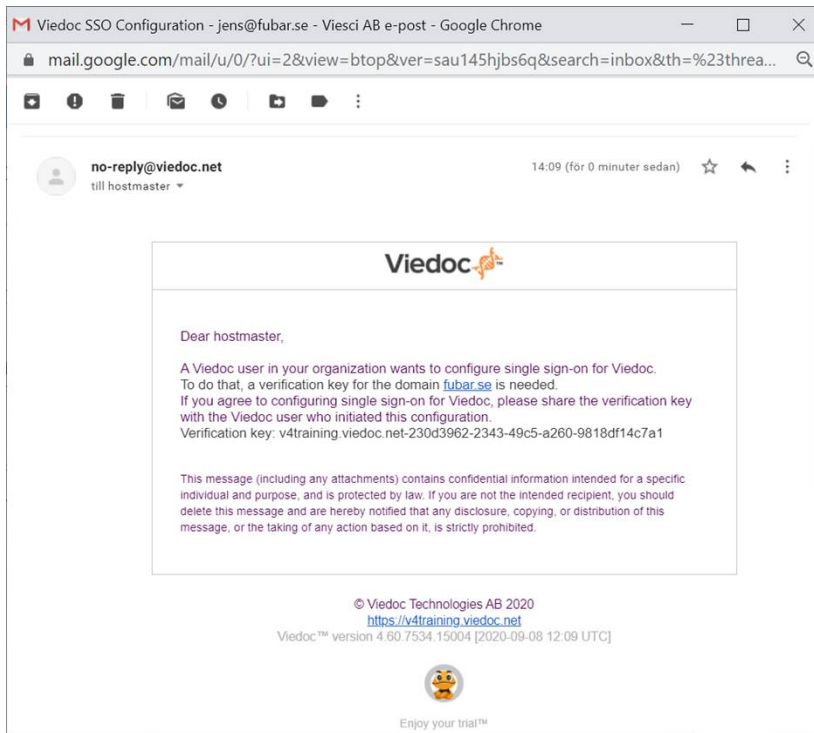 Viedoc SSO Configuration - jens@fubar.se - Viesci AB e-post - Google Chrome
mail.google.com/mail/u/0/?ui=2&view=btop&ver=sau145hjbs6q&search=inbox&th=%23threa...
no-reply@viedoc.net
14:09 (för 0 minuter sedan)
till hostmaster
Viedoc™
Dear hostmaster,
A Viedoc user in your organization wants to configure single sign-on for Viedoc.
To do that, a verification key for the domain fubar.se is needed.
If you agree to configuring single sign-on for Viedoc, please share the verification key
with the Viedoc user who initiated this configuration.
Verification key: v4training.viedoc.net-230d3962-2343-49c5-a260-9818df14c7a1
This message (including any attachments) contains confidential information intended for a specific
individual and purpose, and is protected by law. If you are not the intended recipient, you should
delete this message and are hereby notified that any disclosure, copying, or distribution of this
message, or the taking of any action based on it, is strictly prohibited.
© Viedoc Technologies AB 2020
https://v4training.viedoc.net
Viedoc™ version 4.60.7534.15004 [2020-09-08 12:09 UTC]
Enjoy your trial™